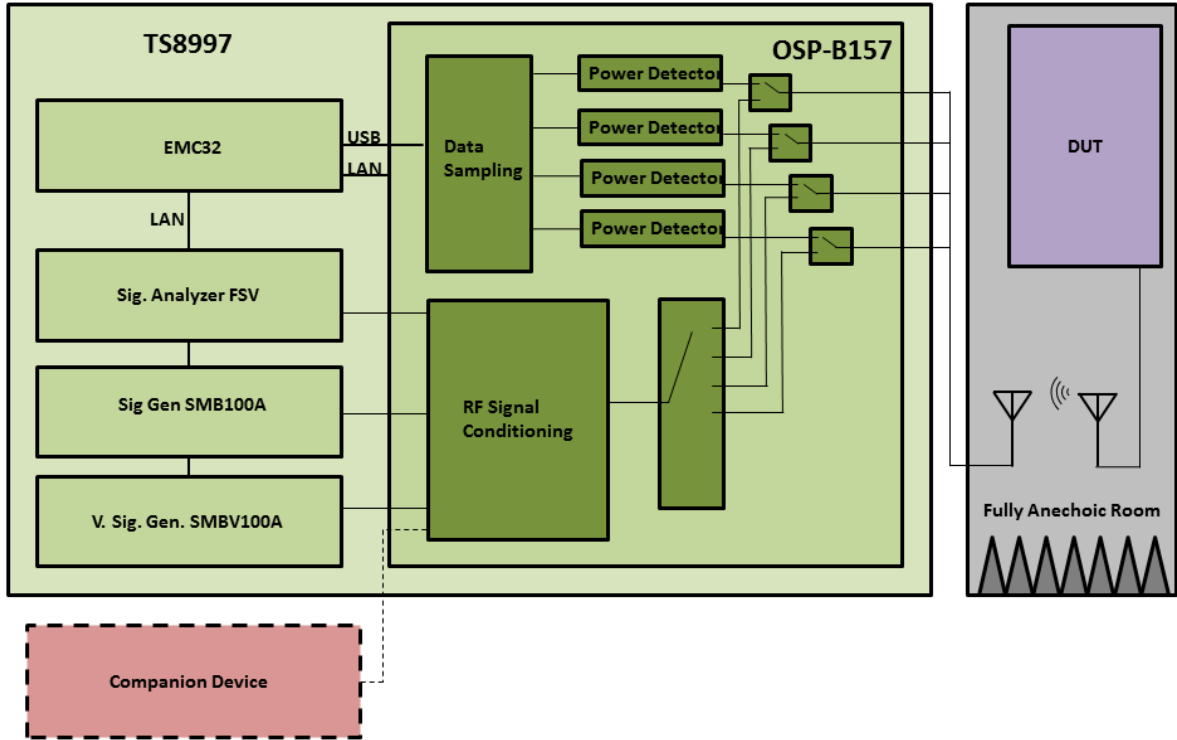 TS8997
OSP-B157
EMC32
USB
LAN
LAN
Data
Sampling
Power Detector
Power Detector
Power Detector
Power Detector
Sig. Analyzer FSV
Sig Gen SMB100A
V. Sig. Gen. SMBV100A
RF Signal
Conditioning
DUT
Fully Anechoic Room
Companion Device